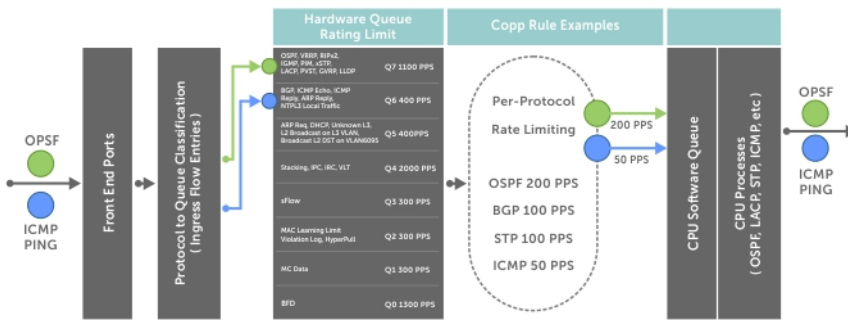 Hardware Queue
Rating Limit
Copp Rule Examples
OPSF
ICMP
PING
Front End Ports
Protocol to Queue Classification
( Ingress Flow Entries )
OSPF, VRRP, RIPv2,
IGMP, PIM, xSTP,
LACP, PVST, GVRP, LLDP
Q7 1100 PPS
BGP, ICMP Echo, ICMP
Reply, ARP Reply,
NTPL3 Local Traffic
Q6 400 PPS
ARP Req, DHCP, Unknown L3,
L2 Broadcast on L3 VLAN,
Broadcast L2 DST on VLAN6095
Q5 400PPS
Stacking, IPC, IRC, VLT
Q4 2000 PPS
sFlow
Q3 300 PPS
MAC Learning Limit
Violation Log, HyperPull
Q2 300 PPS
MC Data
Q1 300 PPS
BFD
Q0 1300 PPS
Per-Protocol
Rate Limiting
OSPF 200 PPS
BGP 100 PPS
STP 100 PPS
ICMP 50 PPS
200 PPS
50 PPS
CPU Software Queue
CPU Processes
( OSPF, LACP, STP, ICMP, etc )
OPSF
ICMP
PING